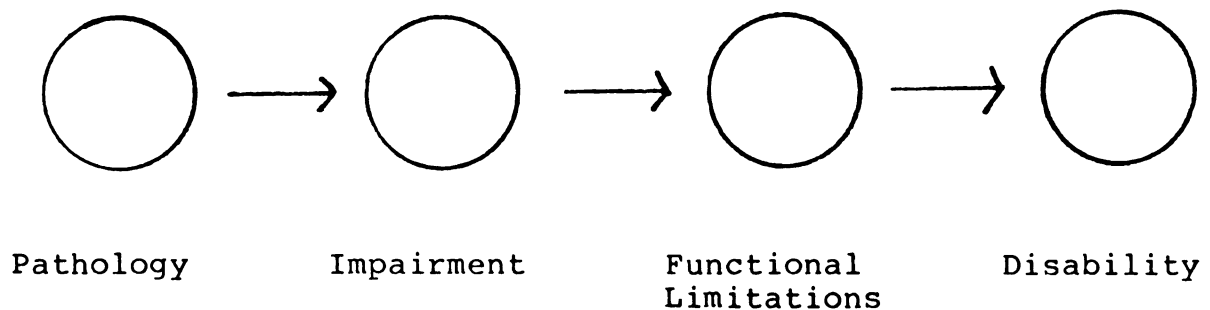 Pathology
Impairment
Functional
Limitations
Disability